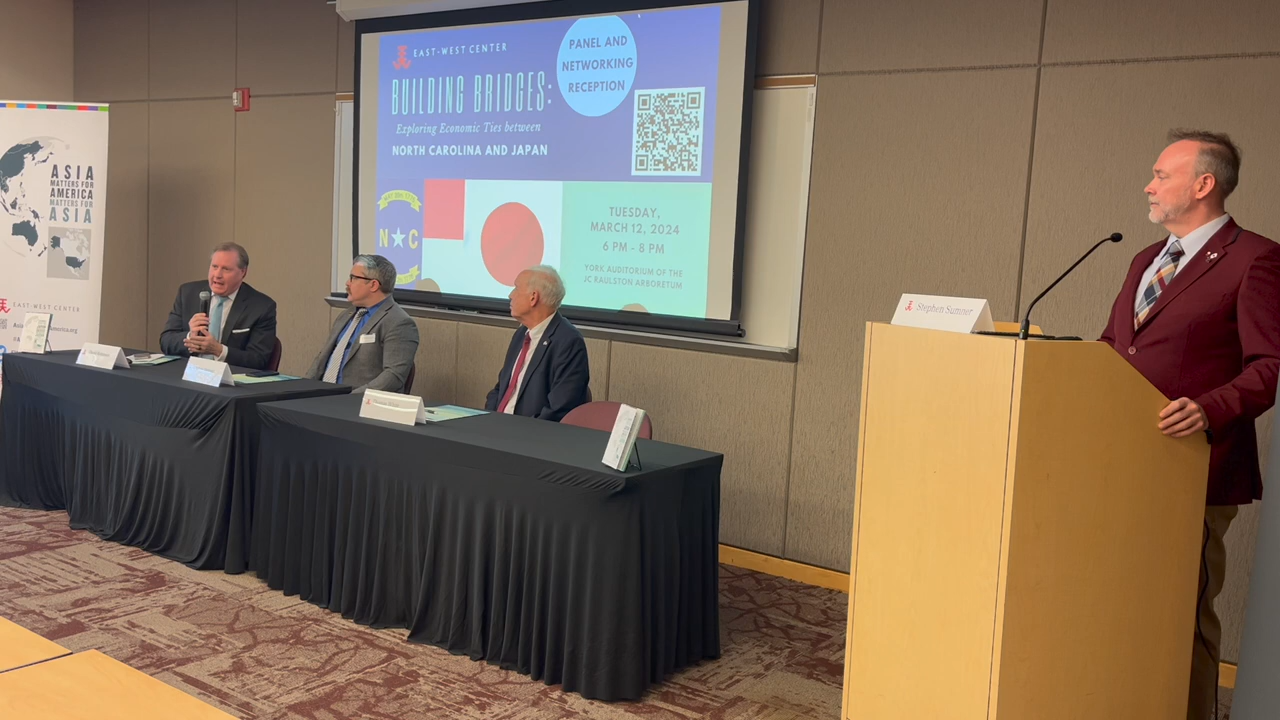 EAST-WEST CENTER
BUILDING BRIDGES:
Exploring Economic Ties between
NORTH CAROLINA AND JAPAN
PANEL AND
NETWORKING
RECEPTION
N C
TUESDAY,
MARCH 12, 2024
6 PM - 8 PM
YORK AUDITORIUM OF THE
JC RAULSTON ARBORETUM
ASIA
MATTERS FOR
AMERICA
MATTERS FOR
ASIA
EAST-WEST CENTER
Stephen Sumner